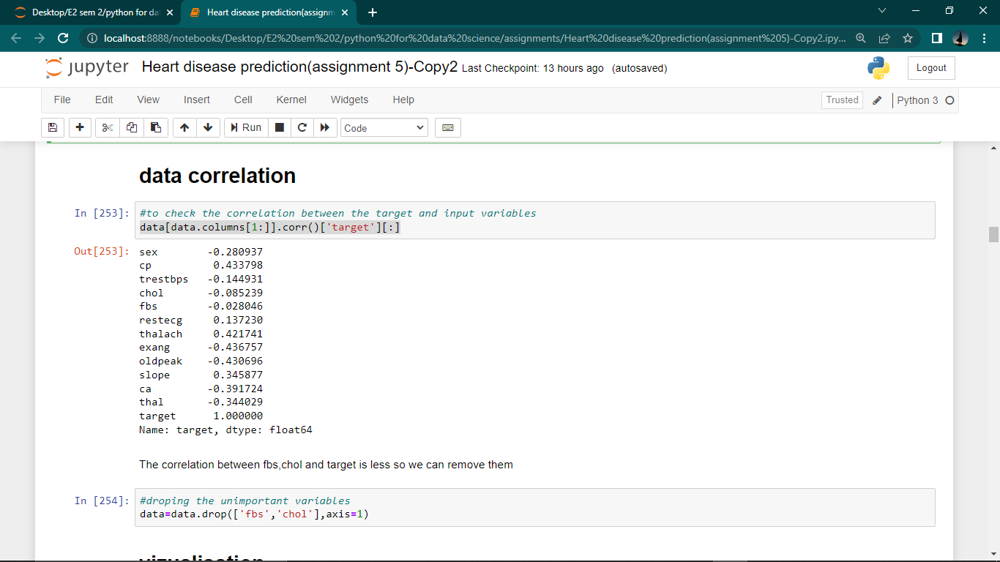 Desktop/E2 sem 2/python for da
Heart disease prediction(assignm
localhost:8888/notebooks/Desktop/E2%20sem%202/python%20for%20data%20science/assignments/Heart%20disease%20prediction(assignment%205)-Copy2.ipy...
jupyter Heart disease prediction(assignment 5)-Copy2 Last Checkpoint: 13 hours ago (autosaved)
Logout
File Edit View Insert Cell Kernel Widgets Help
Trusted
Python 3
Run
Code
data correlation
In [253]: #to check the correlation between the target and input variables
data[data.columns[1:]].corr()['target'][:]
Out[253]: sex -0.280937
cp 0.433798
trestbps -0.144931
chol -0.085239
fbs -0.028046
restecg 0.137230
thalach 0.421741
exang -0.436757
oldpeak -0.430696
slope 0.345877
ca -0.391724
thal -0.344029
target 1.000000
Name: target, dtype: float64
The correlation between fbs,chol and target is less so we can remove them
In [254]: #droping the unimportant variables
data=data.drop(['fbs','chol'],axis=1)